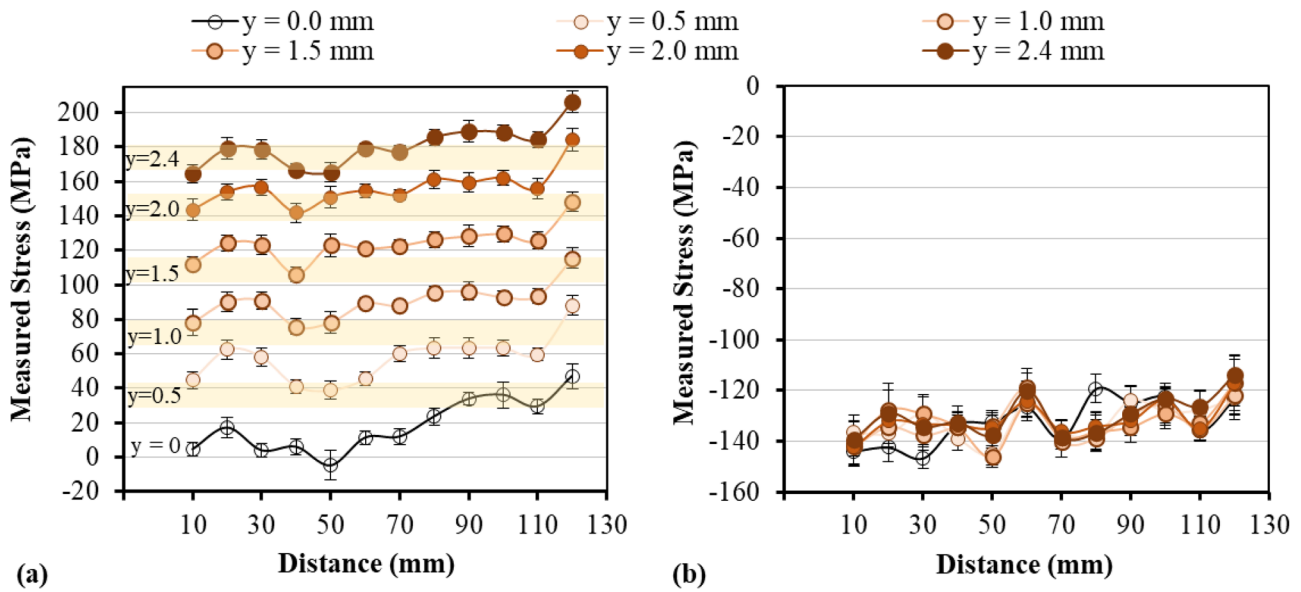 y = 0.0 mm y = 0.5 mm y = 1.0 mm
y = 1.5 mm y = 2.0 mm y = 2.4 mm
Measured Stress (MPa)
200
180
160
140
120
100
80
60
40
20
0
-20
y=2.4
y=2.0
y=1.5
y=1.0
y=0.5
y = 0
10 30 50 70 90 110 130
Distance (mm)
(a)
Measured Stress (MPa)
0
-20
-40
-60
-80
-100
-120
-140
-160
10 30 50 70 90 110 130
Distance (mm)
(b)